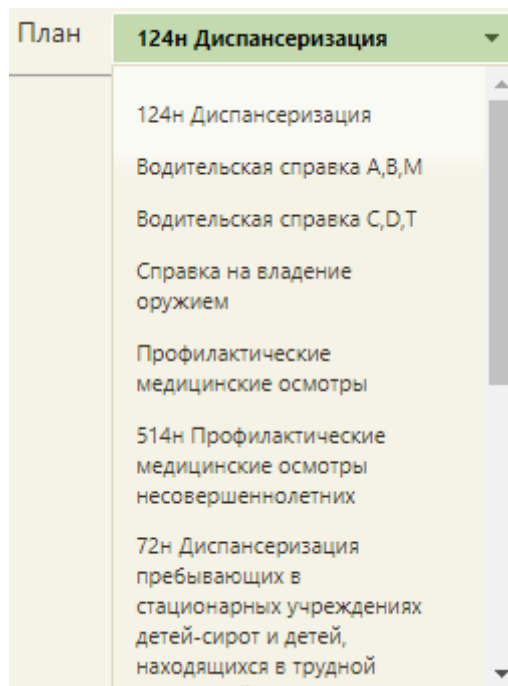 План
124н Диспансеризация
124н Диспансеризация
Водительская справка A,B,M
Водительская справка C,D,T
Справка на владение
оружием
Профилактические
медицинские осмотры
514н Профилактические
медицинские осмотры
несовершеннолетних
72н Диспансеризация
пребывающих в
стационарных учреждениях
детей-сирот и детей,
находящихся в трудной